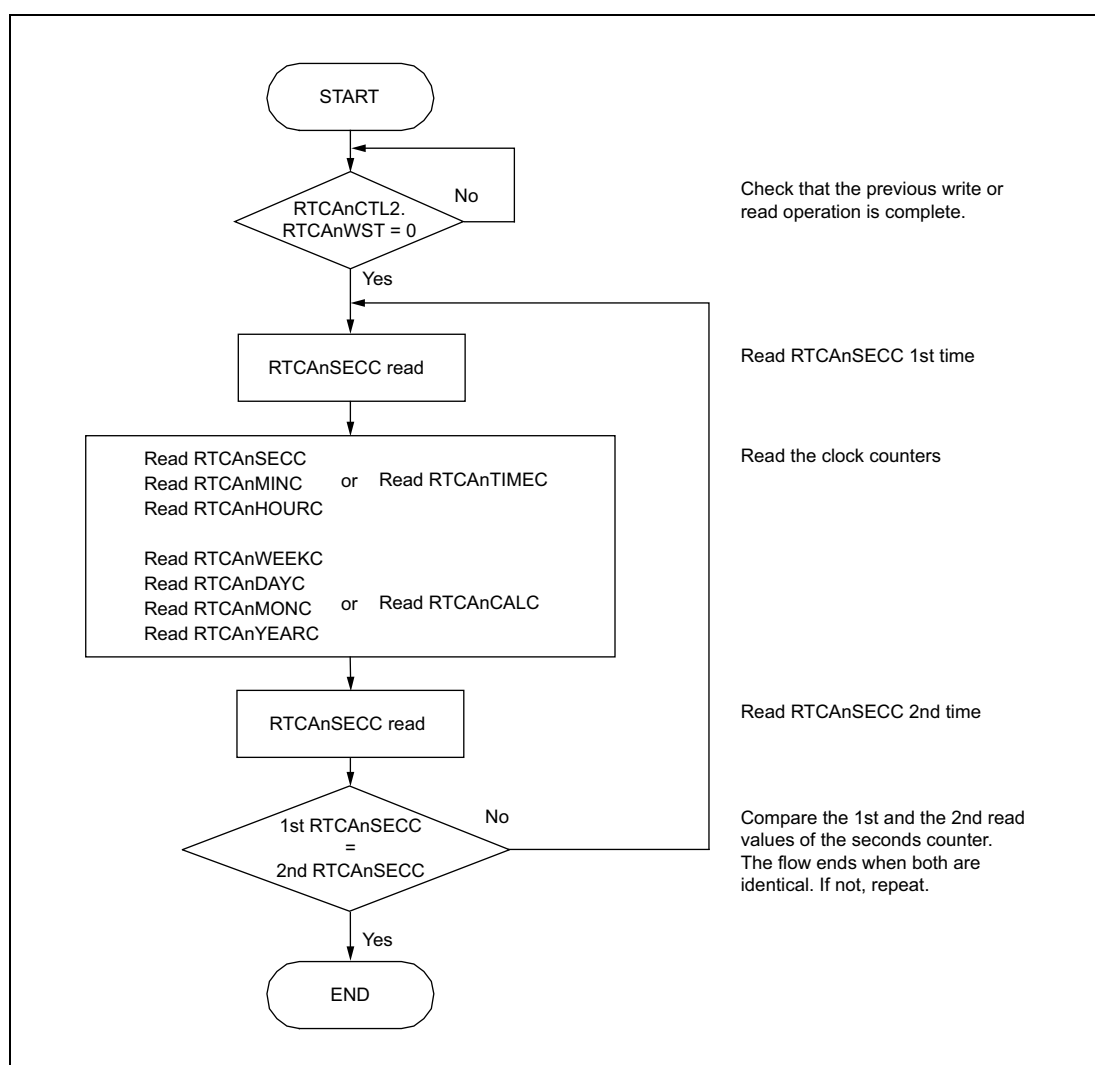 START
No
RTCAnCTL2.
RTCAnWST = 0
Check that the previous write or
read operation is complete.
Yes
RTCAnSECC read
Read RTCAnSECC 1st time
Read the clock counters
Read RTCAnSECC
Read RTCAnMINC or Read RTCAnTIMEC
Read RTCAnHOURC
Read RTCAnWEEKC
Read RTCAnDAYC
Read RTCAnMONC or Read RTCAnCALC
Read RTCAnYEARC
RTCAnSECC read
Read RTCAnSECC 2nd time
No
1st RTCAnSECC
=
2nd RTCAnSECC
Compare the 1st and the 2nd read
values of the seconds counter.
The flow ends when both are
identical. If not, repeat.
Yes
END